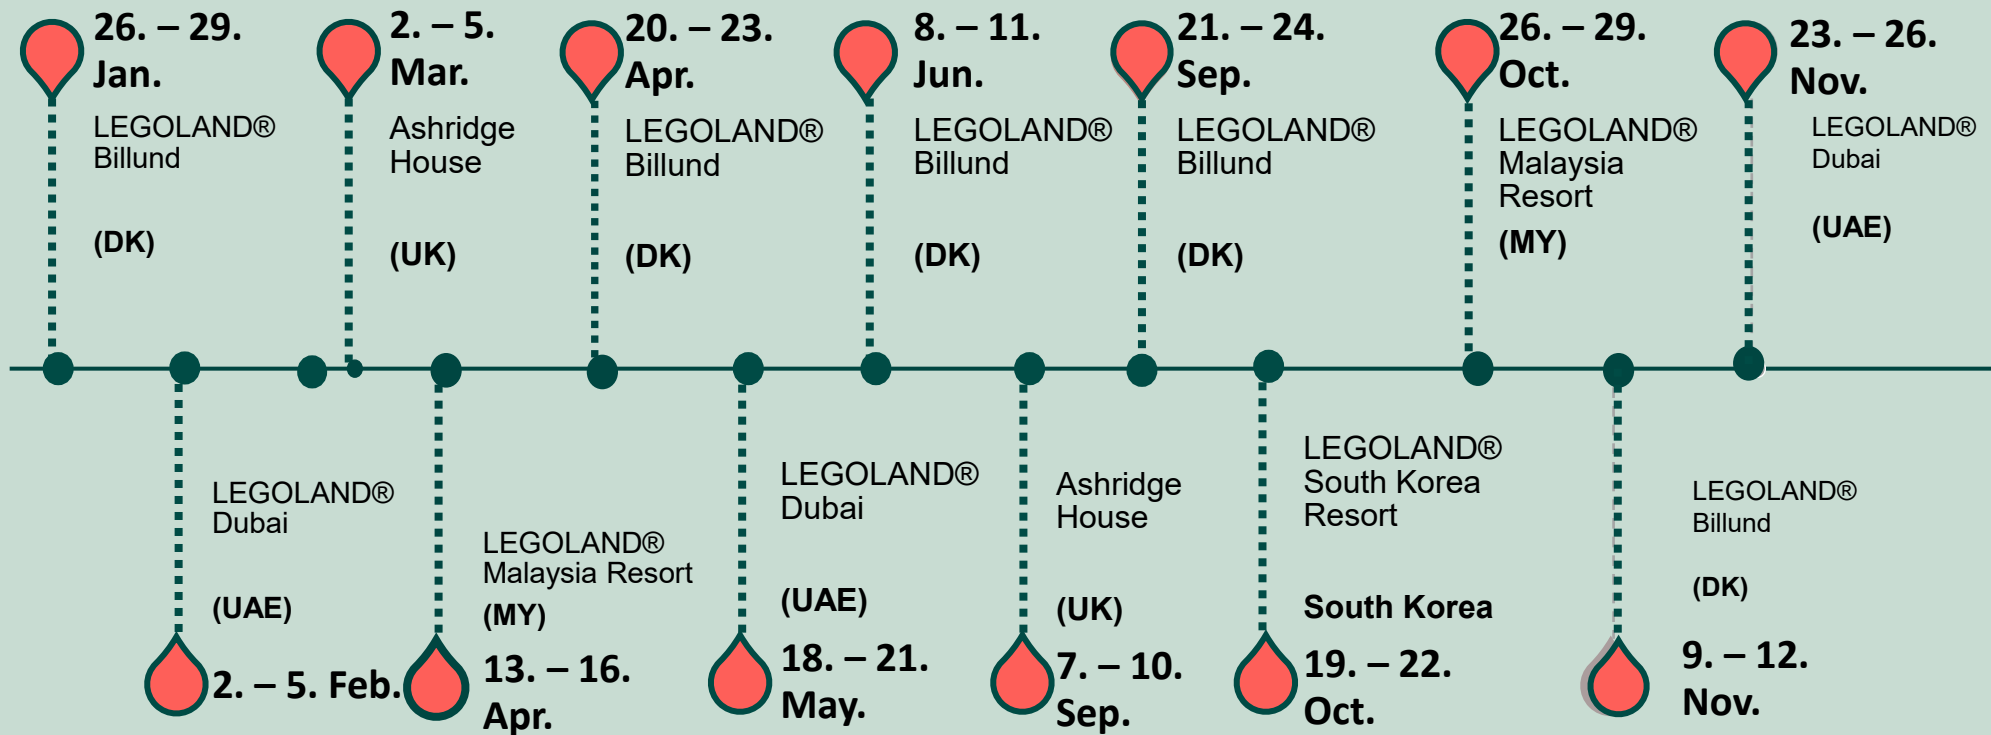 26. – 29.
Jan.
LEGOLAND®
Billund
(DK)
2. – 5.
Mar.
Ashridge
House
(UK)
20. – 23.
Apr.
LEGOLAND®
Billund
(DK)
8. – 11.
Jun.
LEGOLAND®
Billund
(DK)
21. – 24.
Sep.
LEGOLAND®
Billund
(DK)
26. – 29.
Oct.
LEGOLAND®
Malaysia
Resort
(MY)
23. – 26.
Nov.
LEGOLAND®
Dubai
(UAE)
LEGOLAND®
Dubai
(UAE)
2. – 5. Feb.
LEGOLAND®
Malaysia Resort
(MY)
13. – 16.
Apr.
LEGOLAND®
Dubai
(UAE)
18. – 21.
May.
Ashridge
House
(UK)
7. – 10.
Sep.
LEGOLAND®
South Korea
Resort
South Korea
19. – 22.
Oct.
LEGOLAND®
Billund
(DK)
9. – 12.
Nov.